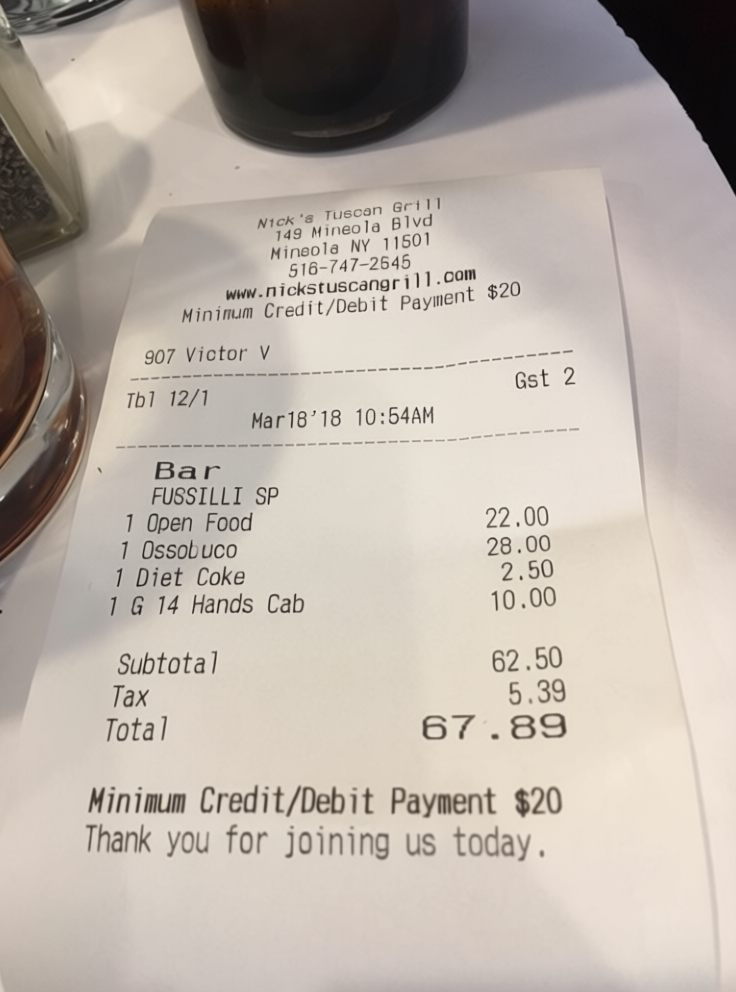 Nick's Tuscan Grill
149 Mineola Blvd
Mineola NY 11501
516-747-2645
www.nickstuscangrill.com
Minimum Credit/Debit Payment $20
907 Victor V
Tbl 12/1 Gst 2
Mar18'18 10:54AM
Bar
FUSSILLI SP
1 Open Food 22.00
1 Ossobuco 28.00
1 Diet Coke 2.50
1 G 14 Hands Cab 10.00
Subtotal 62.50
Tax 5.39
Total 67.89
Minimum Credit/Debit Payment $20
Thank you for joining us today.